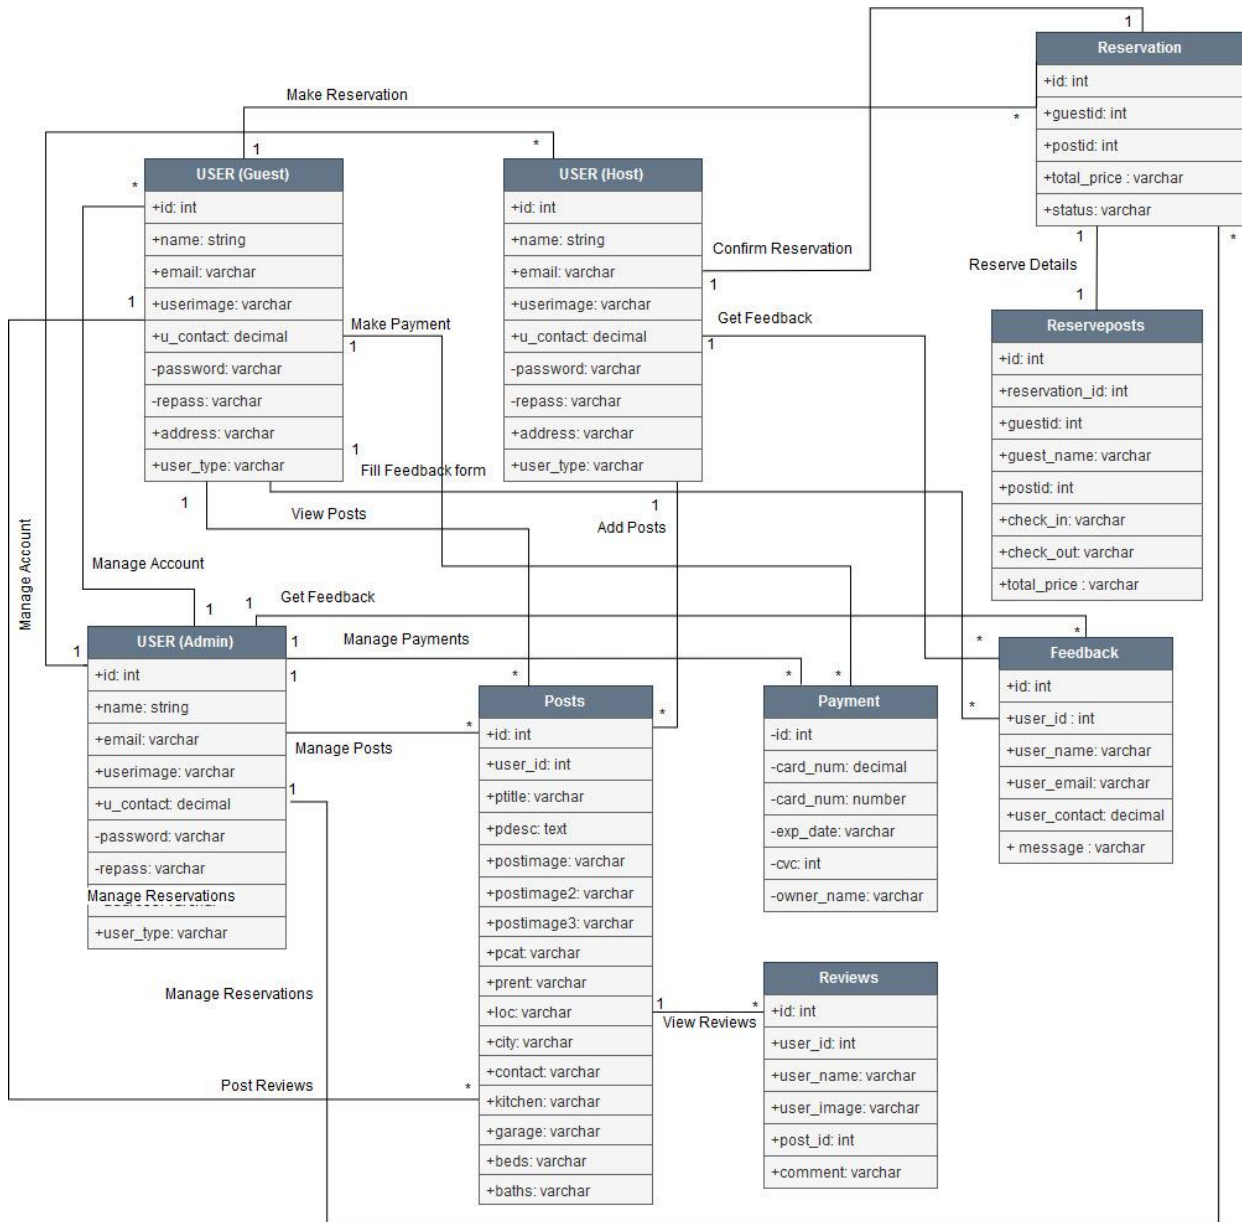 1
Reservation
+id: int
+guestid: int
+postid: int
+total_price : varchar
+status: varchar
Make Reservation
*
1
*
*
USER (Guest)
+id: int
+name: string
+email: varchar
+userimage: varchar
+u_contact: decimal
-password: varchar
-repass: varchar
+address: varchar
+user_type: varchar
USER (Host)
+id: int
+name: string
+email: varchar
+userimage: varchar
+u_contact: decimal
-password: varchar
-repass: varchar
+address: varchar
+user_type: varchar
Confirm Reservation
1
1
*
Reserve Details
1
Get Feedback
1
1
Make Payment
1
Reserveposts
+id: int
+reservation_id: int
+guestid: int
+guest_name: varchar
+postid: int
+check_in: varchar
+check_out: varchar
+total_price : varchar
1
Fill Feedback form
1
View Posts
1
Add Posts
Manage Account
Manage Account
1
Get Feedback
1
Manage Payments
1
1
1
*
*
*
*
*
*
*
*
USER (Admin)
+id: int
+name: string
+email: varchar
+userimage: varchar
+u_contact: decimal
-password: varchar
-repass: varchar
Manage Reservations
+user_type: varchar
Manage Posts
1
Posts
+id: int
+user_id: int
+ptitle: varchar
+pdesc: text
+postimage: varchar
+postimage2: varchar
+postimage3: varchar
+pcat: varchar
+prent: varchar
+loc: varchar
+city: varchar
+contact: varchar
+kitchen: varchar
+garage: varchar
+beds: varchar
+baths: varchar
Payment
-id: int
-card_num: decimal
-card_num: number
-exp_date: varchar
-cvc: int
-owner_name: varchar
Feedback
+id: int
+user_id : int
+user_name: varchar
+user_email: varchar
+user_contact: decimal
+ message : varchar
Manage Reservations
1
*
View Reviews
Reviews
+id: int
+user_id: int
+user_name: varchar
+user_image: varchar
+post_id: int
+comment: varchar
Post Reviews
*